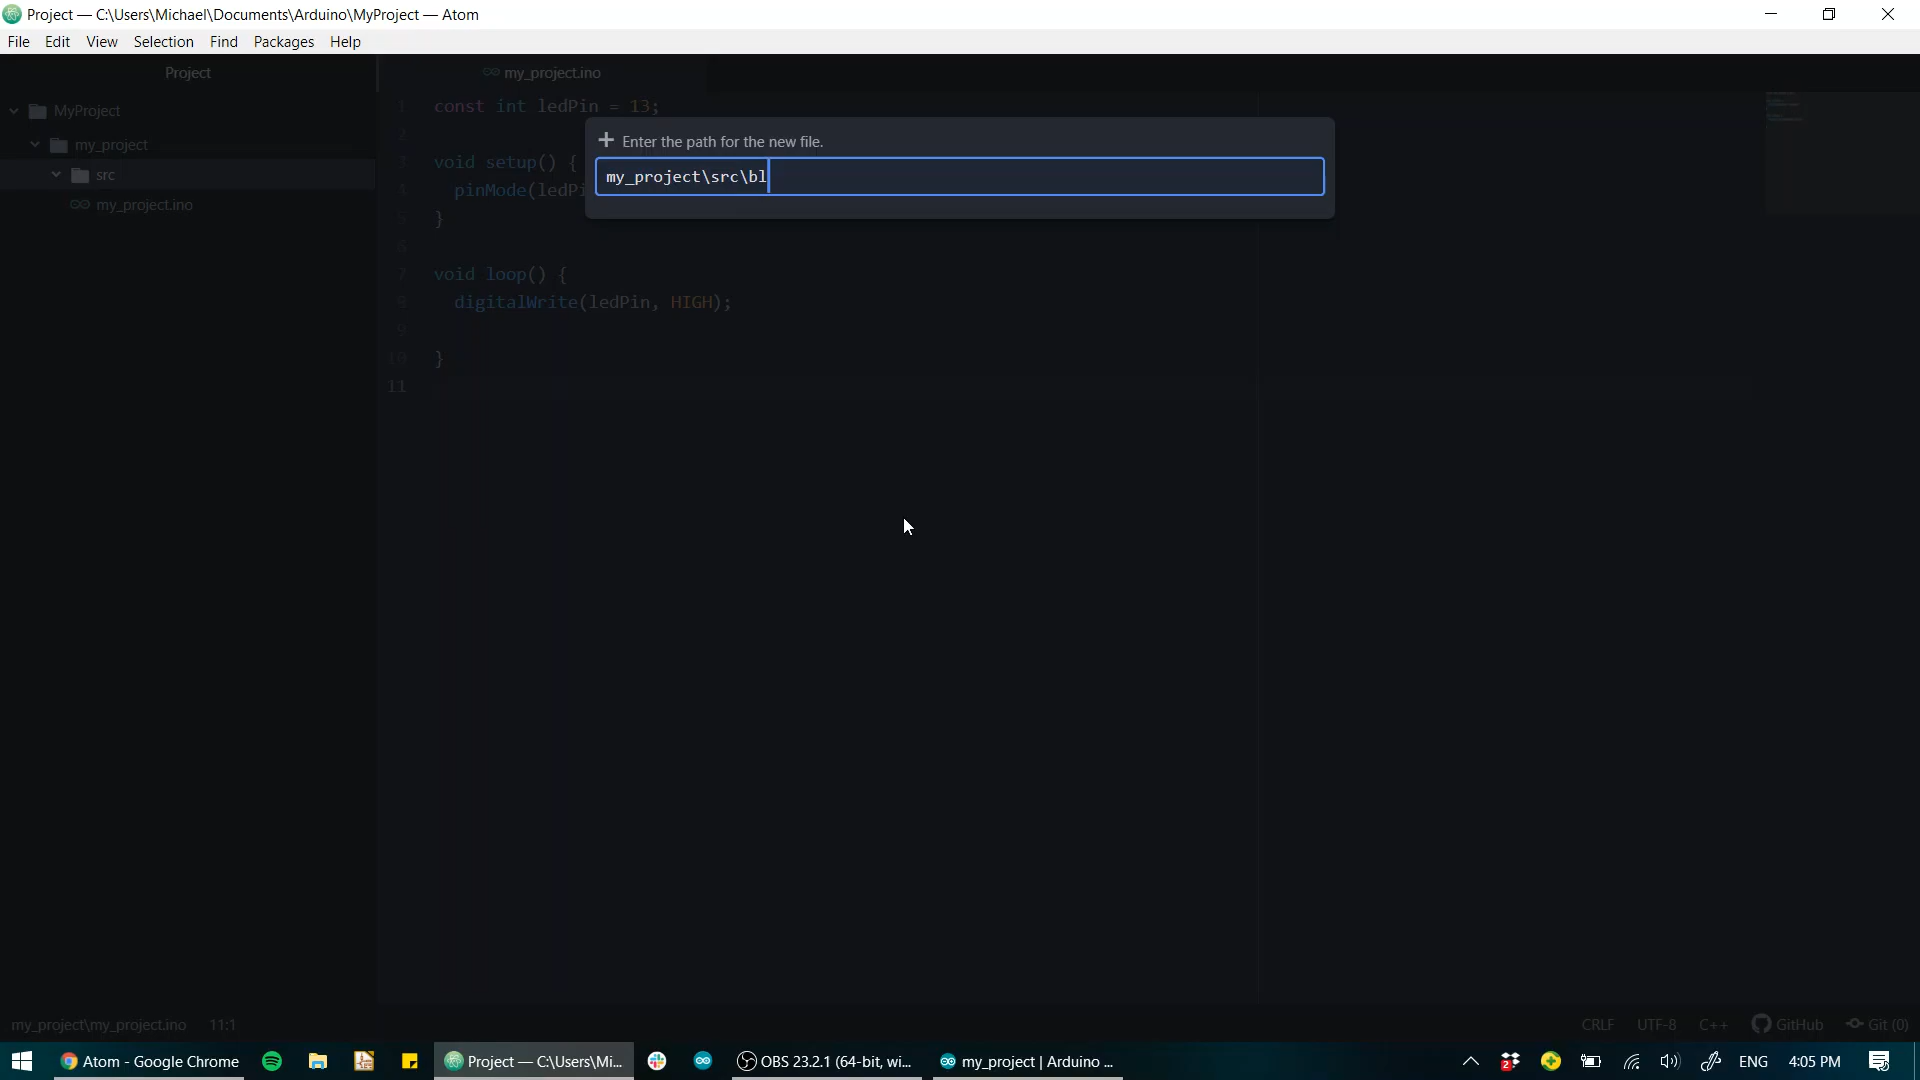 Project — C:\Users\Michael\Documents\Arduino\MyProject — Atom
File Edit View Selection Find Packages Help
Project
my_project.ino
MyProject
my_project
src
my_project.ino
1 const int ledPin = 13;
2
3 void setup() {
4 pinMode(ledPi
5 }
6
7 void loop() {
8 digitalWrite(ledPin, HIGH);
9
10 }
11
Enter the path for the new file.
my_project\src\bl
my_project\my_project.ino 11:1
CRLF UTF-8 C++ GitHub Git (0)
Atom - Google Chrome
Project — C:\Users\Mi...
OBS 23.2.1 (64-bit, wi...
my_project | Arduino ...
2
ENG 4:05 PM